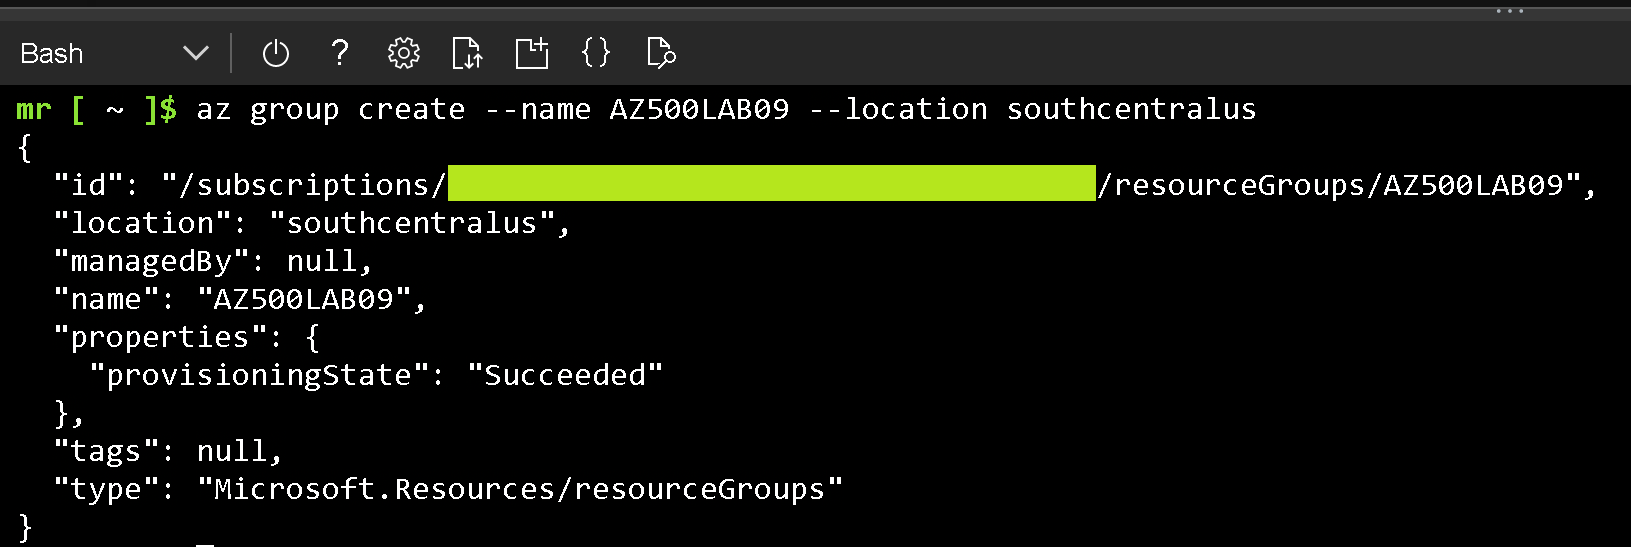 Bash
mr [ ~ ]$ az group create --name AZ500LAB09 --location southcentralus
{
"id": "/subscriptions/ /resourceGroups/AZ500LAB09",
"location": "southcentralus",
"managedBy": null,
"name": "AZ500LAB09",
"properties": {
"provisioningState": "Succeeded"
},
"tags": null,
"type": "Microsoft.Resources/resourceGroups"
}